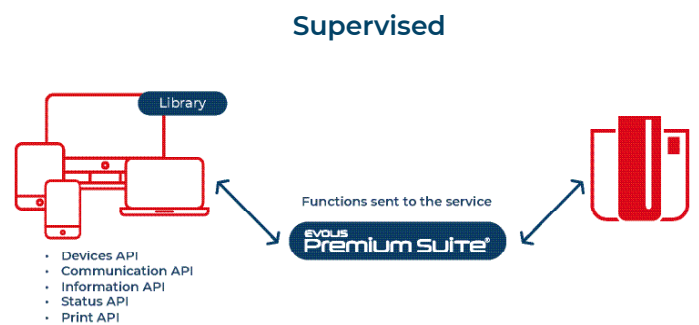 Supervised
Library
Functions sent to the service
EVOLIS
Premium Suite®
• Devices API
• Communication API
• Information API
• Status API
• Print API